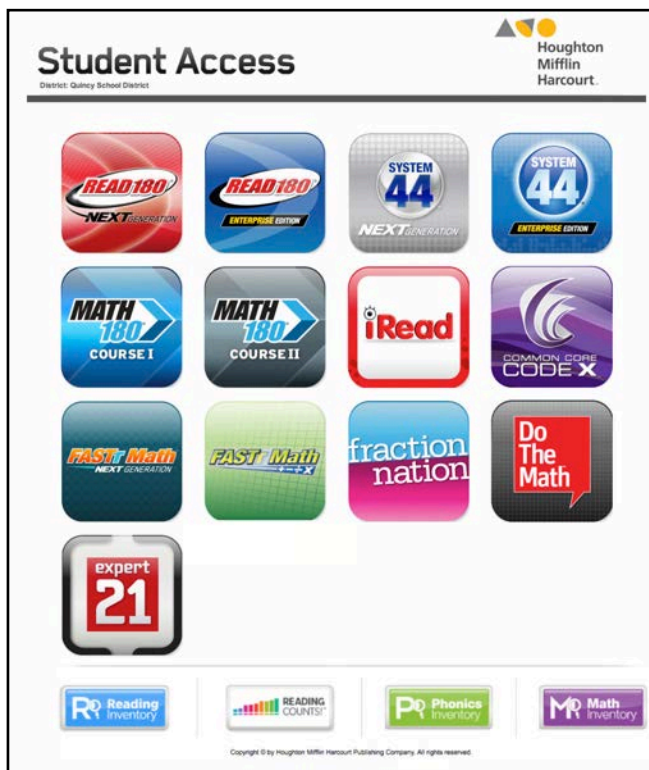 Student Access
District: Quincy School District
Houghton
Mifflin
Harcourt.
READ180
NEXT GENERATION
READ180
ENTERPRISE EDITION
SYSTEM
44
NEXT GENERATION
SYSTEM
44
ENTERPRISE EDITION
MATH
180
COURSE I
MATH
180
COURSE II
iRead
COMMON CORE
CODE X
FASTT Math
NEXT GENERATION
FASTT Math
+−÷x
fraction
nation
Do
The
Math
expert
21
Reading
Inventory
READING
COUNTS!
Phonics
Inventory
Math
Inventory
Copyright © by Houghton Mifflin Harcourt Publishing Company. All rights reserved.